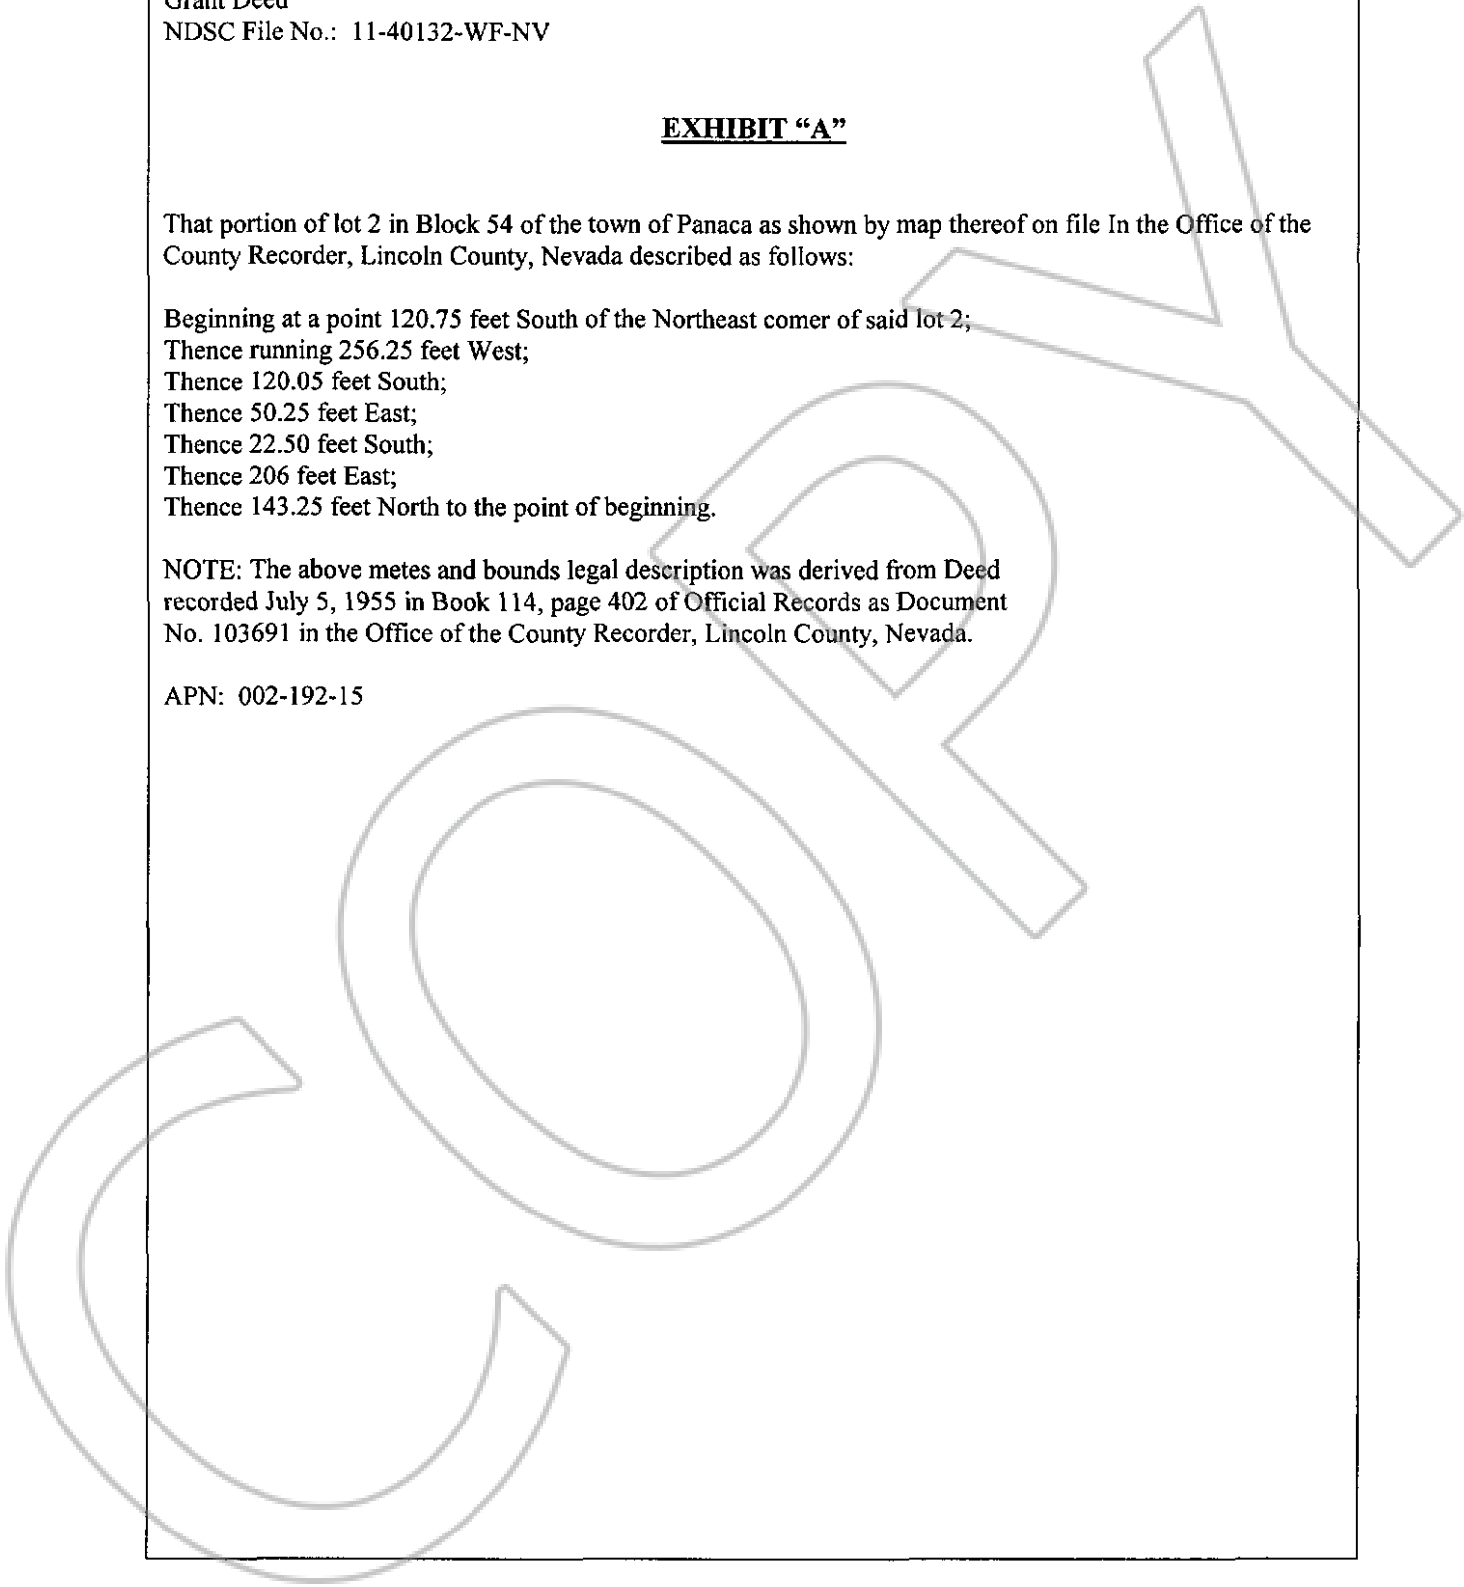 Grant Deed
NDSC File No.: 11-40132-WF-NV
EXHIBIT “A”
That portion of lot 2 in Block 54 of the town of Panaca as shown by map thereof on file In the Office of the
County Recorder, Lincoln County, Nevada described as follows:
Beginning at a point 120.75 feet South of the Northeast comer of said lot 2;
Thence running 256.25 feet West;
Thence 120.05 feet South;
Thence 50.25 feet East;
Thence 22.50 feet South;
Thence 206 feet East;
Thence 143.25 feet North to the point of beginning.
NOTE: The above metes and bounds legal description was derived from Deed
recorded July 5, 1955 in Book 114, page 402 of Official Records as Document
No. 103691 in the Office of the County Recorder, Lincoln County, Nevada.
APN: 002-192-15
COPY